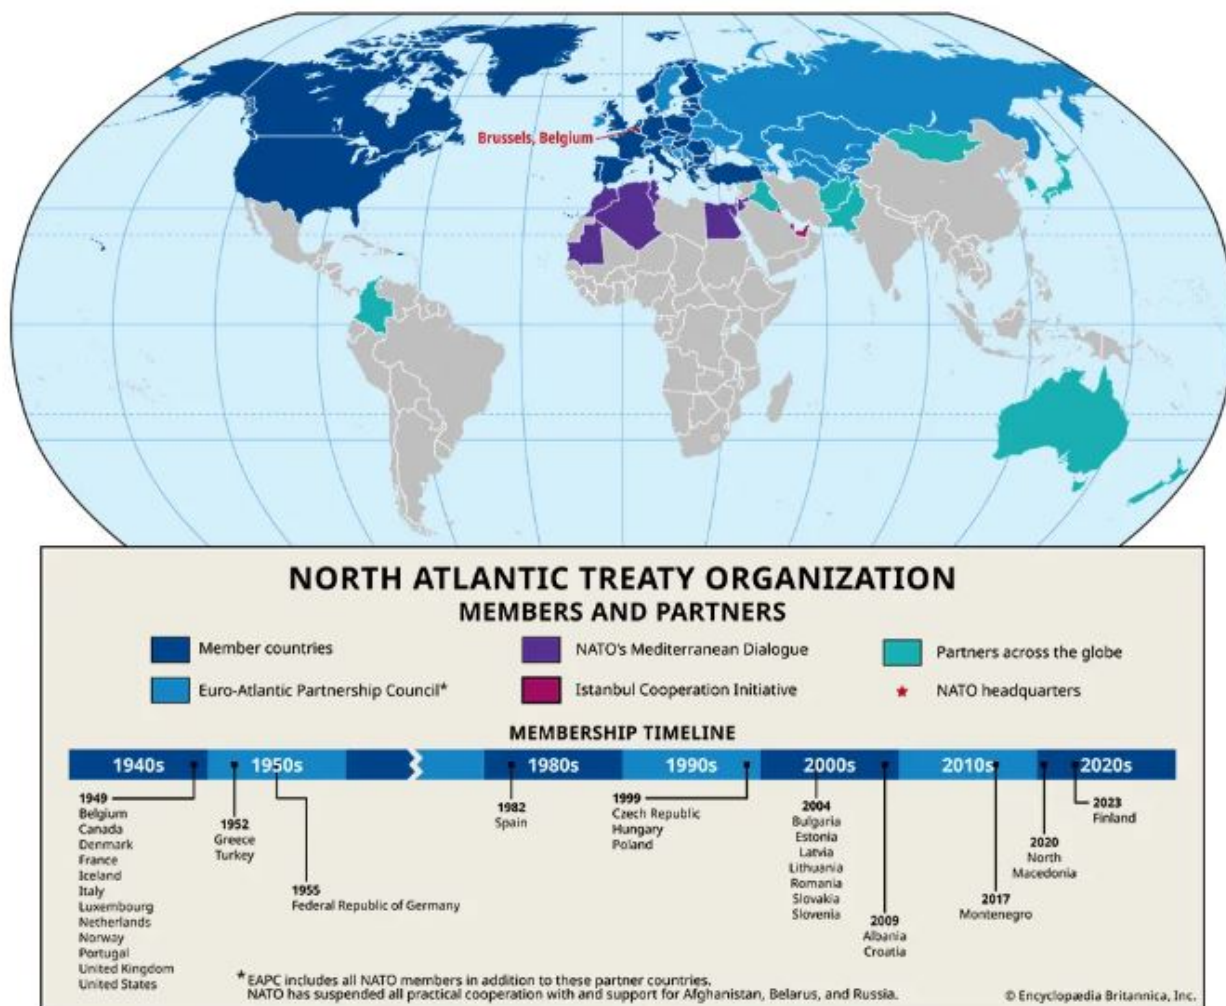 Brussels, Belgium
NORTH ATLANTIC TREATY ORGANIZATION
MEMBERS AND PARTNERS
Member countries
Euro-Atlantic Partnership Council*
NATO's Mediterranean Dialogue
Istanbul Cooperation Initiative
Partners across the globe
NATO headquarters
MEMBERSHIP TIMELINE
1940s 1950s 1980s 1990s 2000s 2010s 2020s
1949
Belgium
Canada
Denmark
France
Iceland
Italy
Luxembourg
Netherlands
Norway
Portugal
United Kingdom
United States
1952
Greece
Turkey
1955
Federal Republic of Germany
1982
Spain
1999
Czech Republic
Hungary
Poland
2004
Bulgaria
Estonia
Latvia
Lithuania
Romania
Slovakia
Slovenia
2009
Albania
Croatia
2017
Montenegro
2020
North
Macedonia
2023
Finland
* EAPC includes all NATO members in addition to these partner countries.
NATO has suspended all practical cooperation with and support for Afghanistan, Belarus, and Russia.
© Encyclopædia Britannica, Inc.